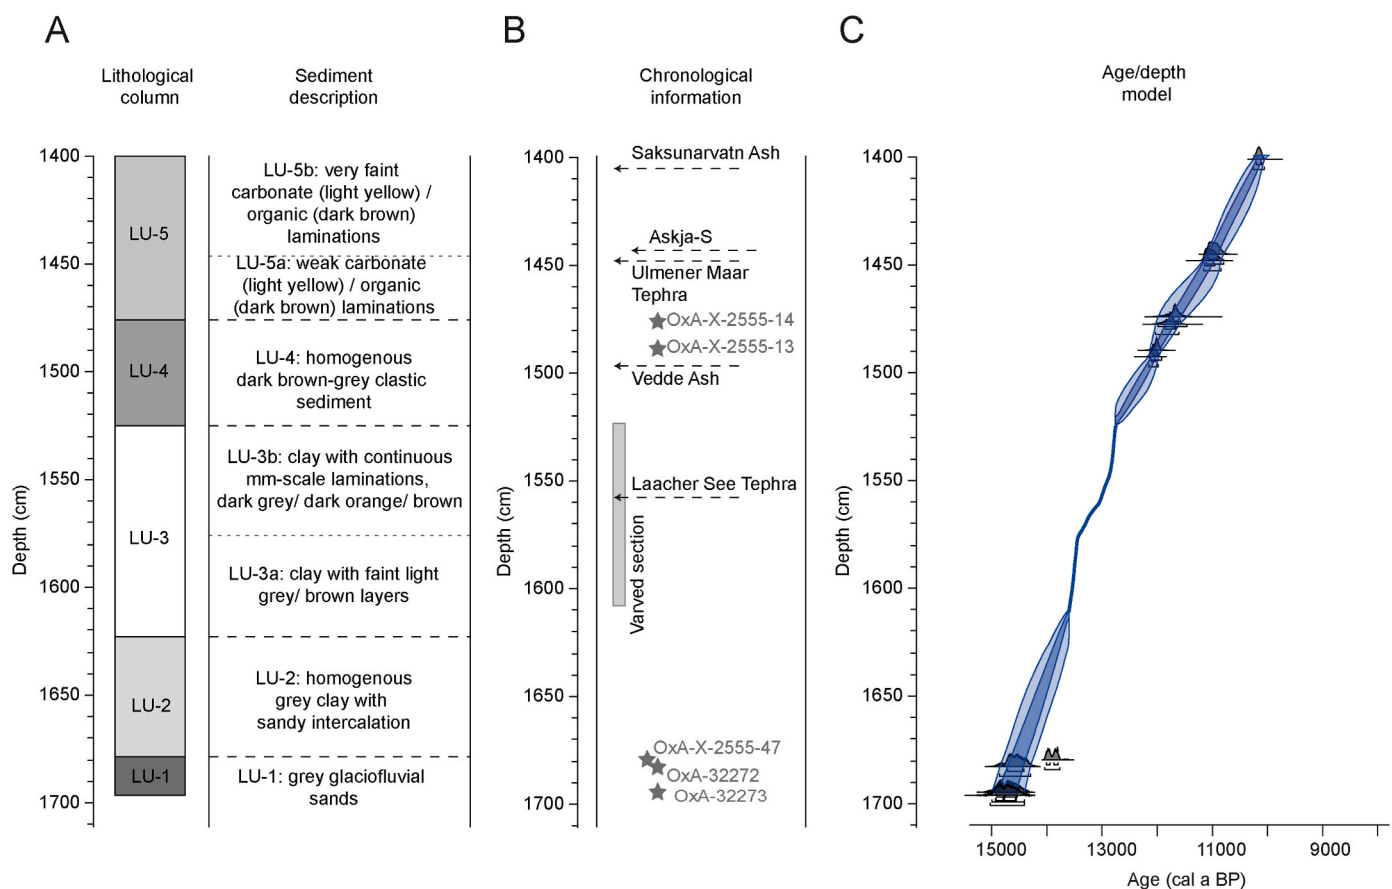 A
Lithological
column
Sediment
description
Depth (cm)
1400
1450
1500
1550
1600
1650
1700
LU-5
LU-4
LU-3
LU-2
LU-1
LU-5b: very faint
carbonate (light yellow) /
organic (dark brown)
laminations
LU-5a: weak carbonate
(light yellow) / organic
(dark brown) laminations
LU-4: homogenous
dark brown-grey clastic
sediment
LU-3b: clay with continuous
mm-scale laminations,
dark grey/ dark orange/ brown
LU-3a: clay with faint light
grey/ brown layers
LU-2: homogenous
grey clay with
sandy intercalation
LU-1: grey glaciofluvial
sands
B
Chronological
information
Depth (cm)
1400
1450
1500
1550
1600
1650
1700
Saksunarvatn Ash
Askja-S
Ulmener Maar
Tephra
OxA-X-2555-14
OxA-X-2555-13
Vedde Ash
Laacher See Tephra
Varved section
OxA-X-2555-47
OxA-32272
OxA-32273
C
Age/depth
model
Depth (cm)
1400
1450
1500
1550
1600
1650
1700
15000
13000
11000
9000
Age (cal a BP)